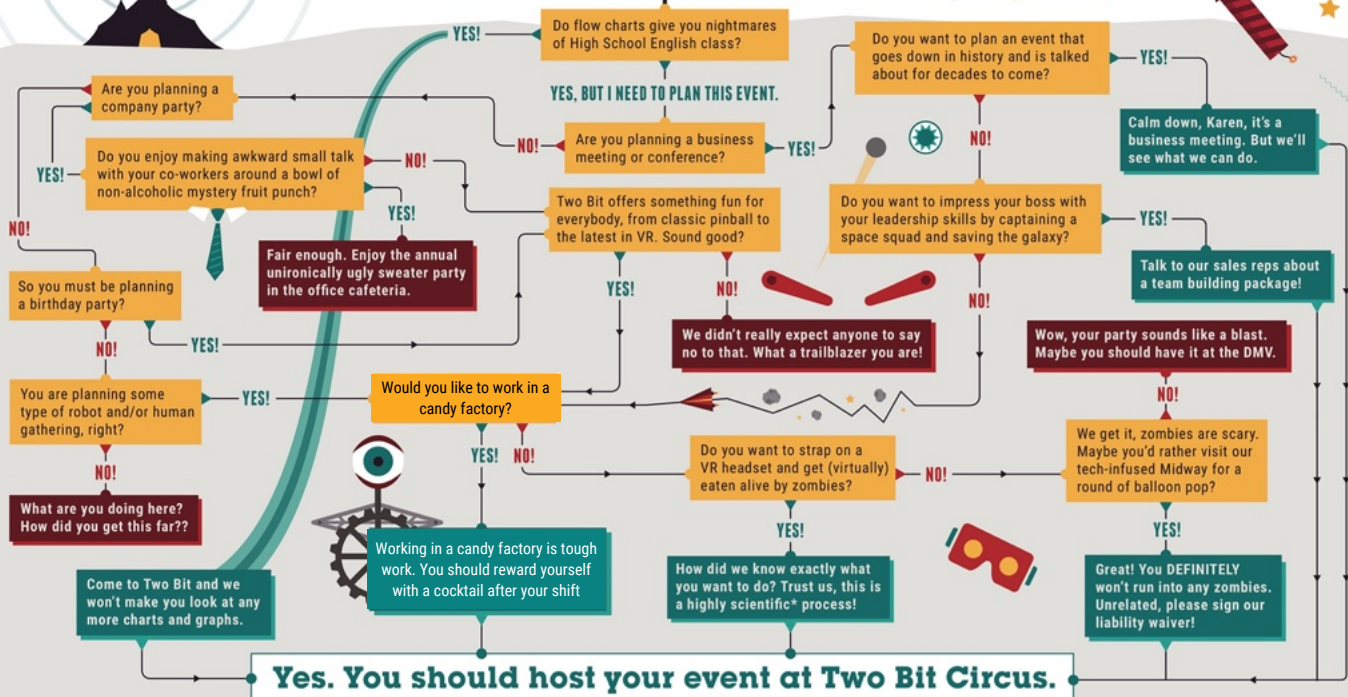 Do flow charts give you nightmares
of High School English class?
YES!
YES, BUT I NEED TO PLAN THIS EVENT.
Are you planning a business
meeting or conference?
NO!
YES!
Do you want to plan an event that
goes down in history and is talked
about for decades to come?
YES!
Calm down, Karen, it's a
business meeting. But we'll
see what we can do.
NO!
Do you want to impress your boss with
your leadership skills by captaining a
space squad and saving the galaxy?
YES!
Talk to our sales reps about
a team building package!
NO!
Are you planning a
company party?
YES!
NO!
Do you enjoy making awkward small talk
with your co-workers around a bowl of
non-alcoholic mystery fruit punch?
NO!
YES!
Fair enough. Enjoy the annual
unironically ugly sweater party
in the office cafeteria.
Two Bit offers something fun for
everybody, from classic pinball to
the latest in VR. Sound good?
YES!
NO!
We didn't really expect anyone to say
no to that. What a trailblazer you are!
So you must be planning
a birthday party?
NO!
YES!
You are planning some
type of robot and/or human
gathering, right?
YES!
NO!
What are you doing here?
How did you get this far??
Would you like to work in a
candy factory?
YES!
NO!
Working in a candy factory is tough
work. You should reward yourself
with a cocktail after your shift
Do you want to strap on a
VR headset and get (virtually)
eaten alive by zombies?
NO!
YES!
How did we know exactly what
you want to do? Trust us, this is
a highly scientific* process!
We get it, zombies are scary.
Maybe you'd rather visit our
tech-infused Midway for a
round of balloon pop?
NO!
Wow, your party sounds like a blast.
Maybe you should have it at the DMV.
YES!
Great! You DEFINITELY
won't run into any zombies.
Unrelated, please sign our
liability waiver!
Come to Two Bit and we
won't make you look at any
more charts and graphs.
Yes. You should host your event at Two Bit Circus.